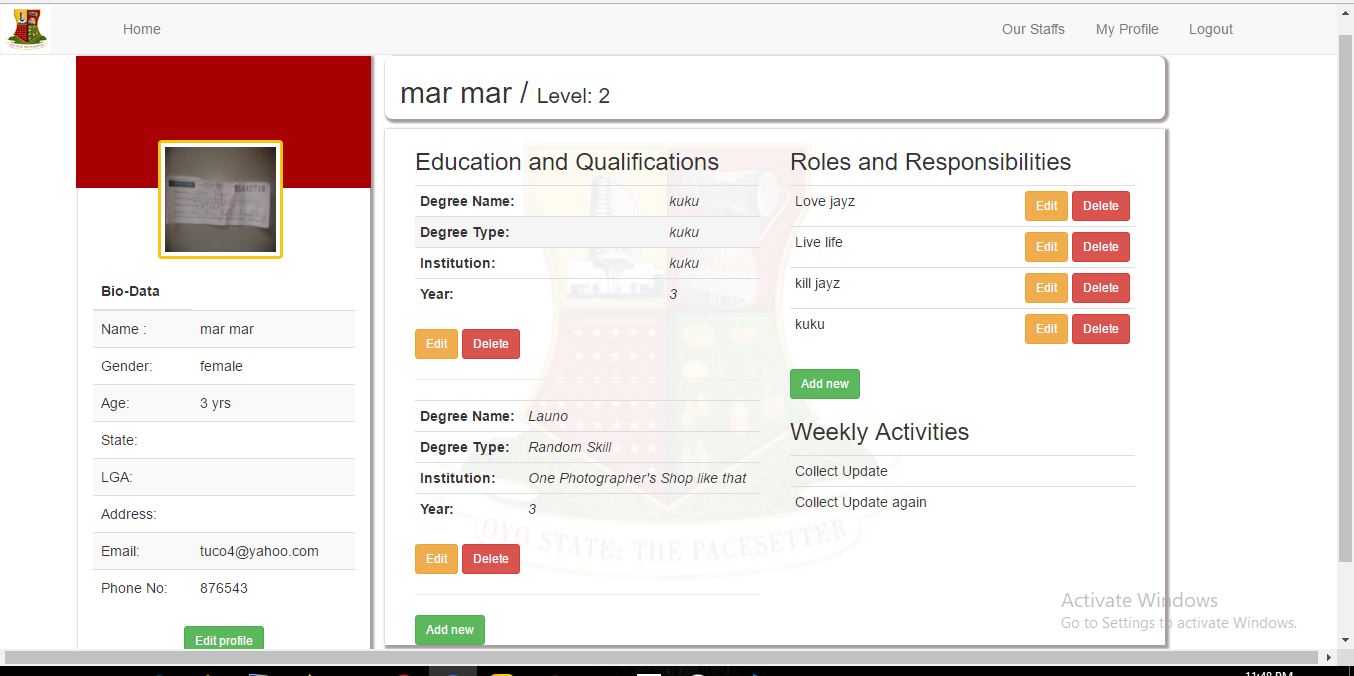 Home
Our Staffs
My Profile
Logout
mar mar / Level: 2
Bio-Data
Name : mar mar
Gender: female
Age: 3 yrs
State:
LGA:
Address:
Email: tuco4@yahoo.com
Phone No: 876543
Edit profile
Education and Qualifications
Degree Name: kuku
Degree Type: kuku
Institution: kuku
Year: 3
Edit Delete
Degree Name: Launo
Degree Type: Random Skill
Institution: One Photographer's Shop like that
Year: 3
Edit Delete
Add new
Roles and Responsibilities
Love jayz Edit Delete
Live life Edit Delete
kill jayz Edit Delete
kuku Edit Delete
Add new
Weekly Activities
Collect Update
Collect Update again
OYO STATE: THE PACESETTER
Activate Windows
Go to Settings to activate Windows.